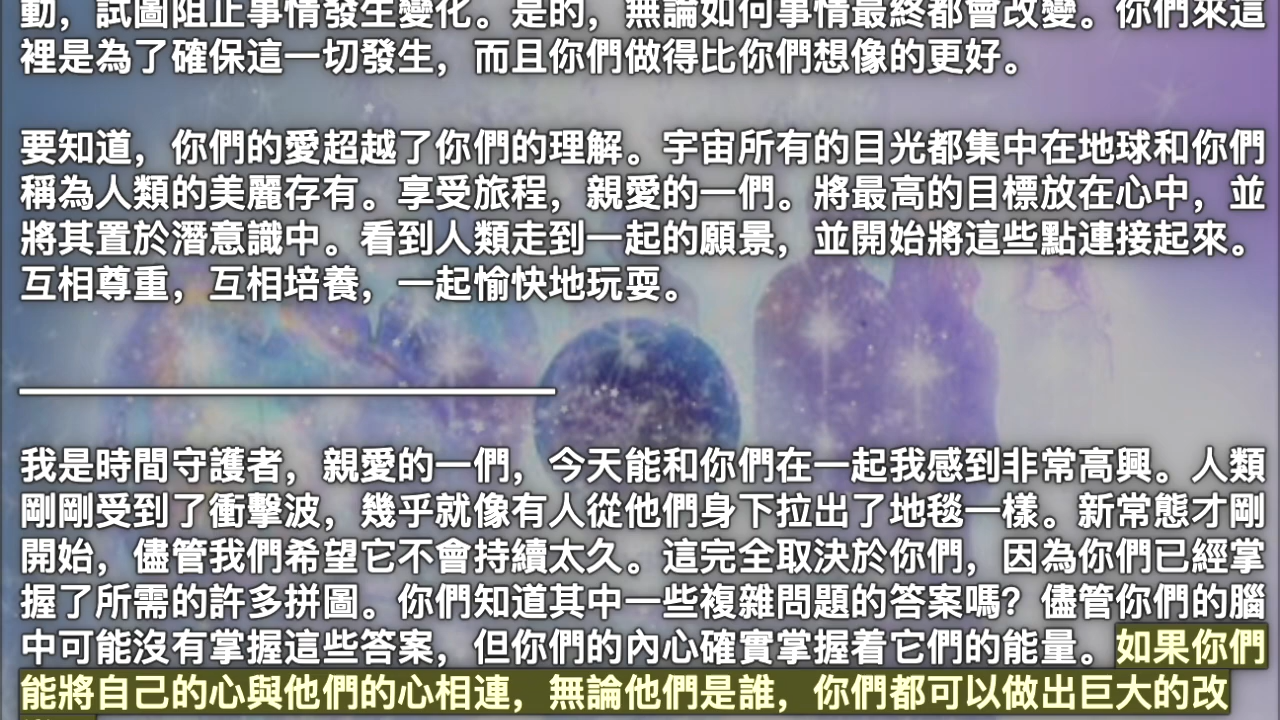 動，試圖阻止事情發生變化。是的，無論如何事情最終都會改變。你們來這
裡是為了確保這一切發生，而且你們做得比你們想像的更好。
要知道，你們的愛超越了你們的理解。宇宙所有的目光都集中在地球和你們
稱為人類的美麗存有。享受旅程，親愛的一們。將最高的目標放在心中，並
將其置於潛意識中。看到人類走到一起的願景，並開始將這些點連接起來。
互相尊重，互相培養，一起愉快地玩耍。
我是時間守護者，親愛的一們，今天能和你們在一起我感到非常高興。人類
剛剛受到了衝擊波，幾乎就像有人從他們身下拉出了地毯一樣。新常態才剛
開始，儘管我們希望它不會持續太久。這完全取決於你們，因為你們已經掌
握了所需的許多拼圖。你們知道其中一些複雜問題的答案嗎？儘管你們的腦
中可能沒有掌握這些答案，但你們的內心確實掌握着它們的能量。如果你們
能將自己的心與他們的心相連，無論他們是誰，你們都可以做出巨大的改